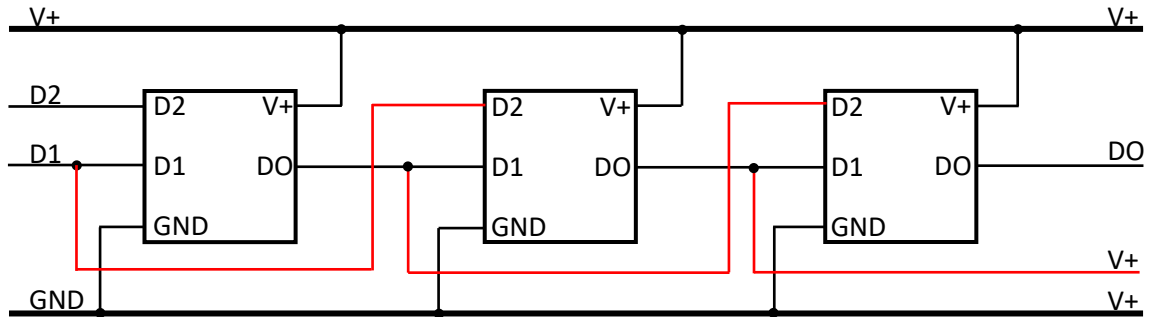 V+ V+
D2 D2 V+ D2 V+ D2 V+
D1 D1 DO D1 DO D1 DO DO
GND GND GND
V+
GND V+